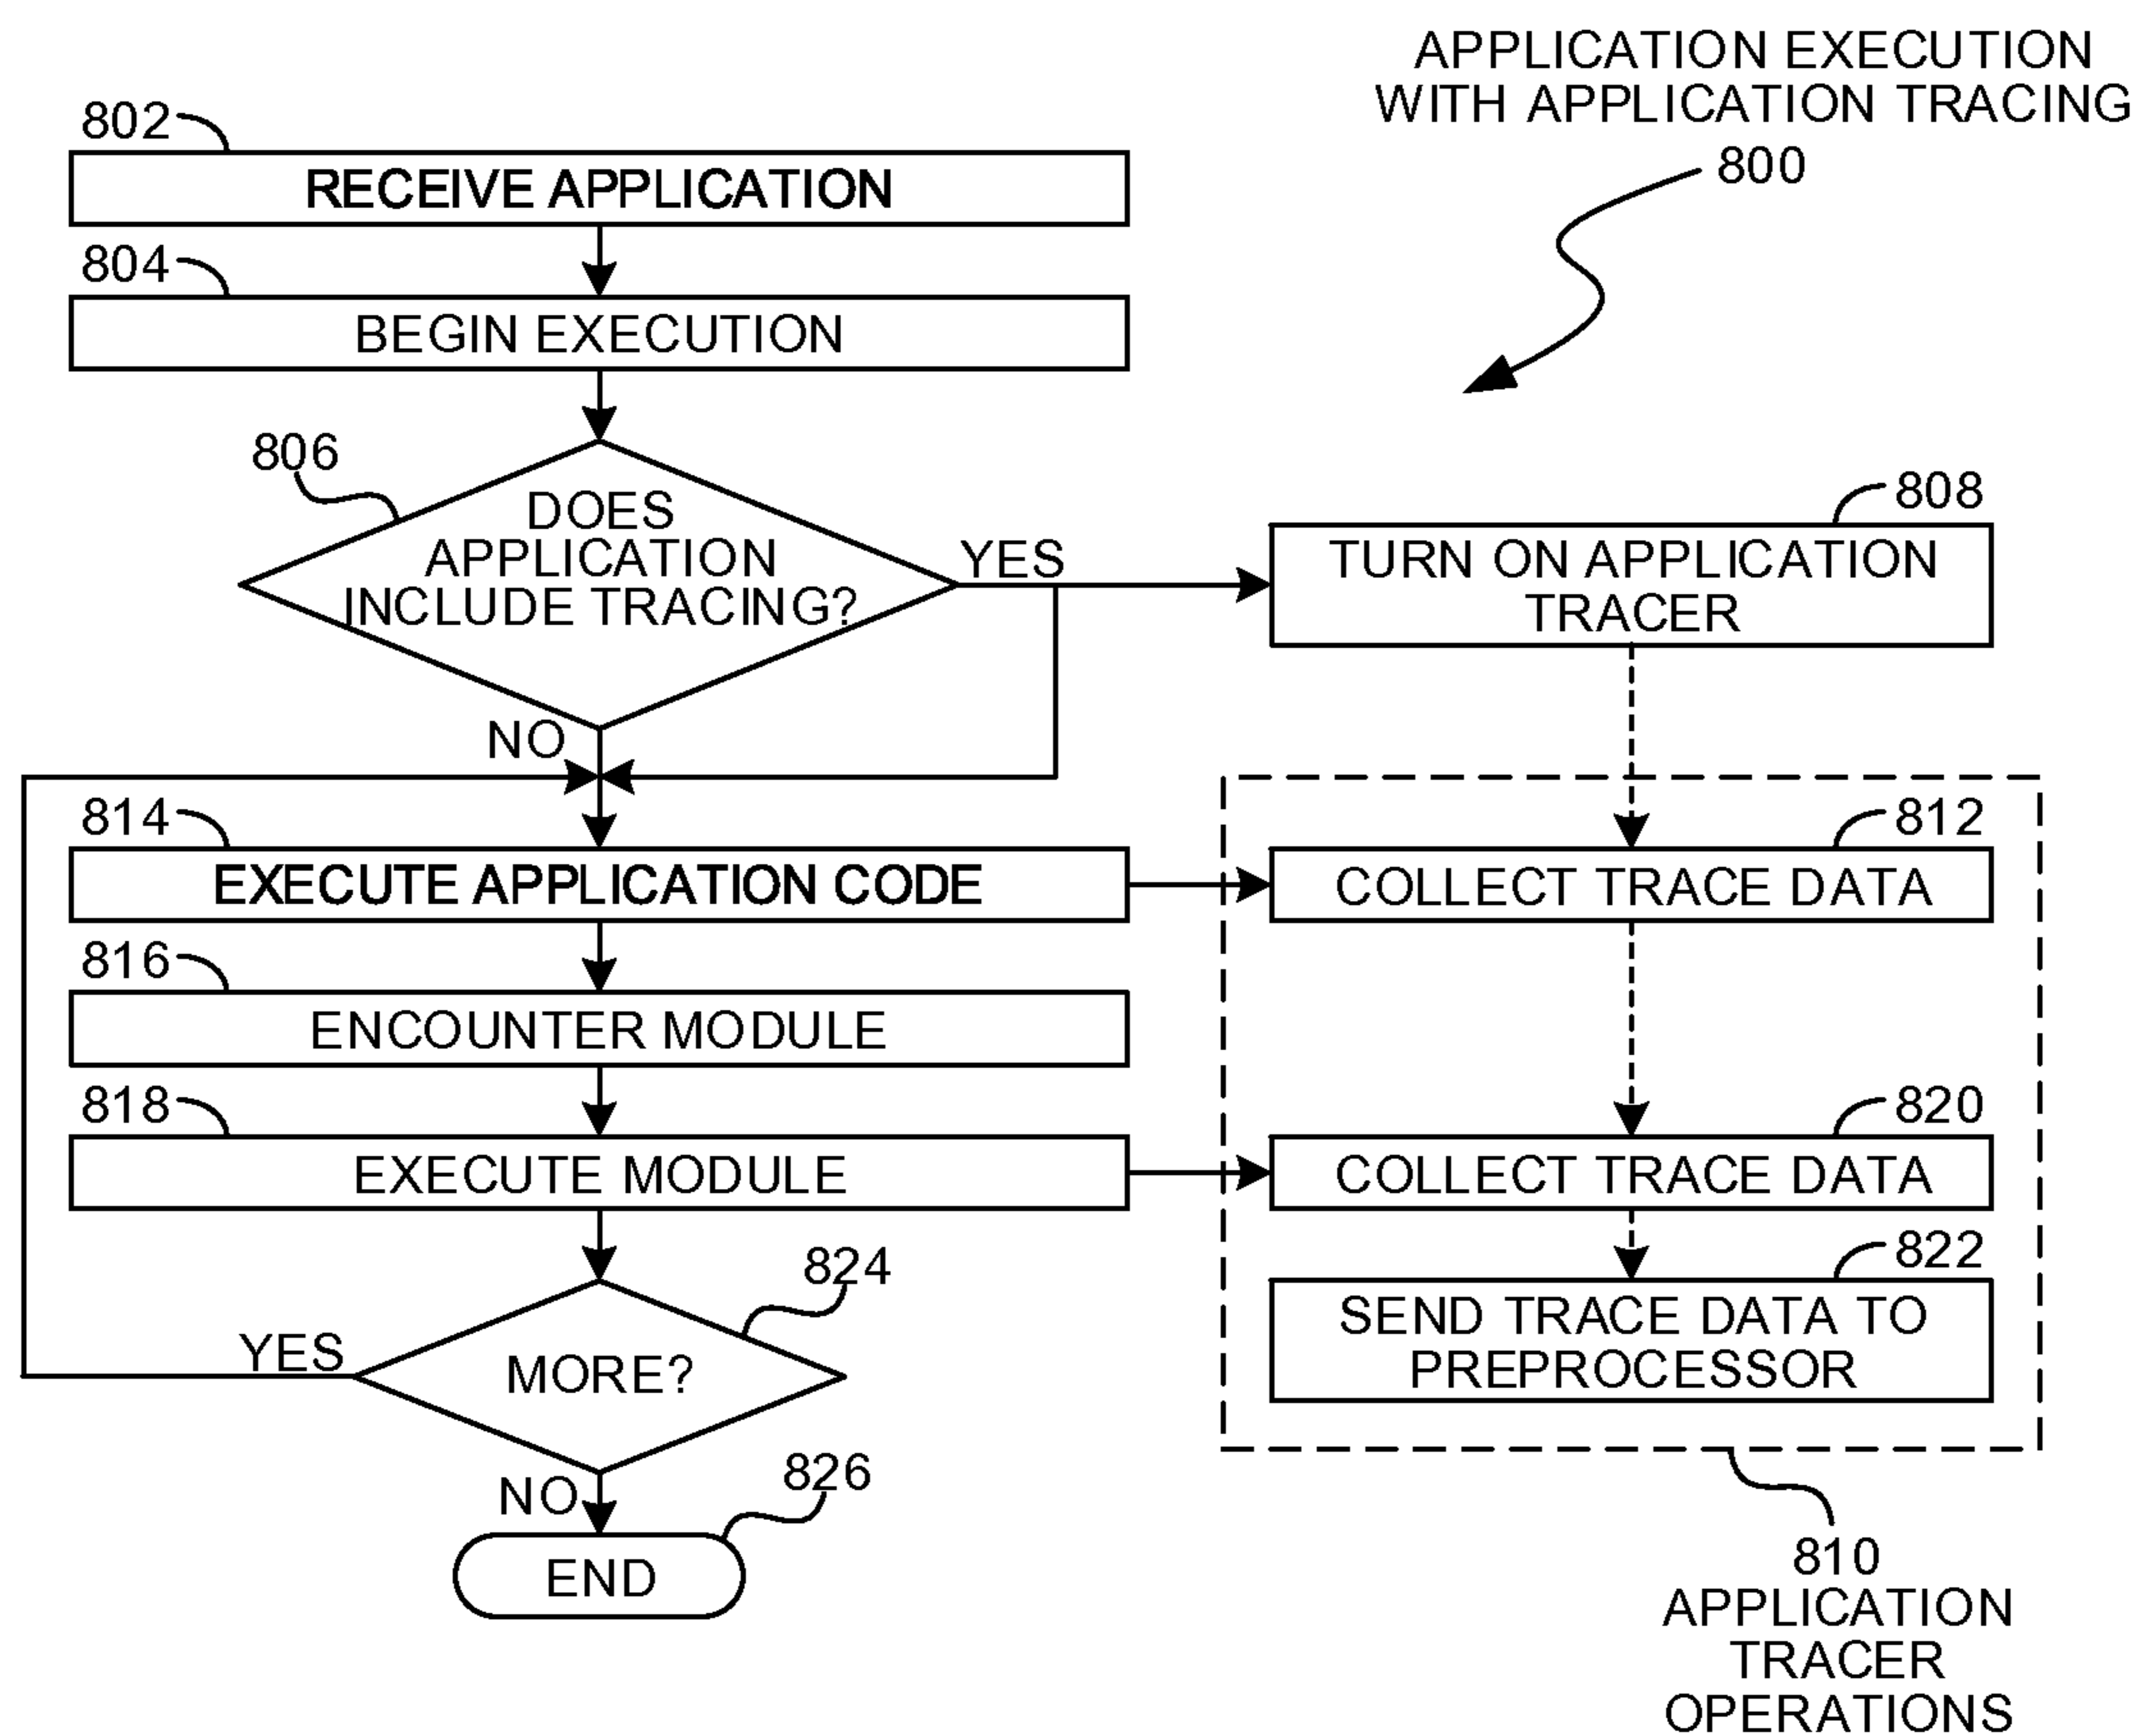 APPLICATION EXECUTION
WITH APPLICATION TRACING
800
802
RECEIVE APPLICATION
804
BEGIN EXECUTION
806
DOES
APPLICATION
INCLUDE TRACING?
YES
NO
808
TURN ON APPLICATION
TRACER
814
EXECUTE APPLICATION CODE
812
COLLECT TRACE DATA
816
ENCOUNTER MODULE
818
EXECUTE MODULE
820
COLLECT TRACE DATA
822
SEND TRACE DATA TO
PREPROCESSOR
824
MORE?
YES
NO
826
END
810
APPLICATION
TRACER
OPERATIONS